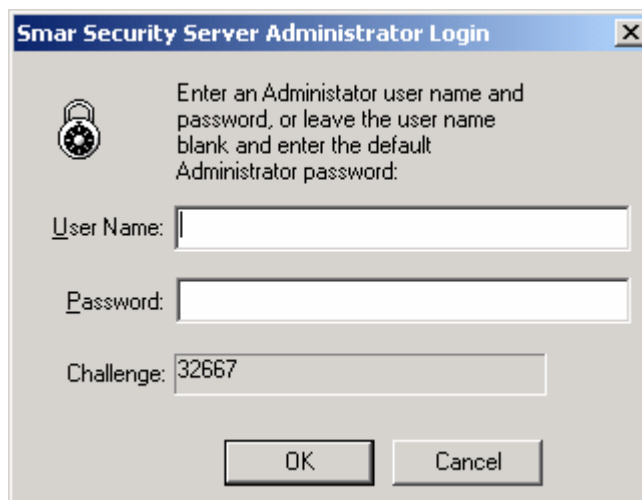 Smar Security Server Administrator Login
Enter an Administator user name and
password, or leave the user name
blank and enter the default
Administrator password:
User Name:
Password:
Challenge: 32667
OK Cancel